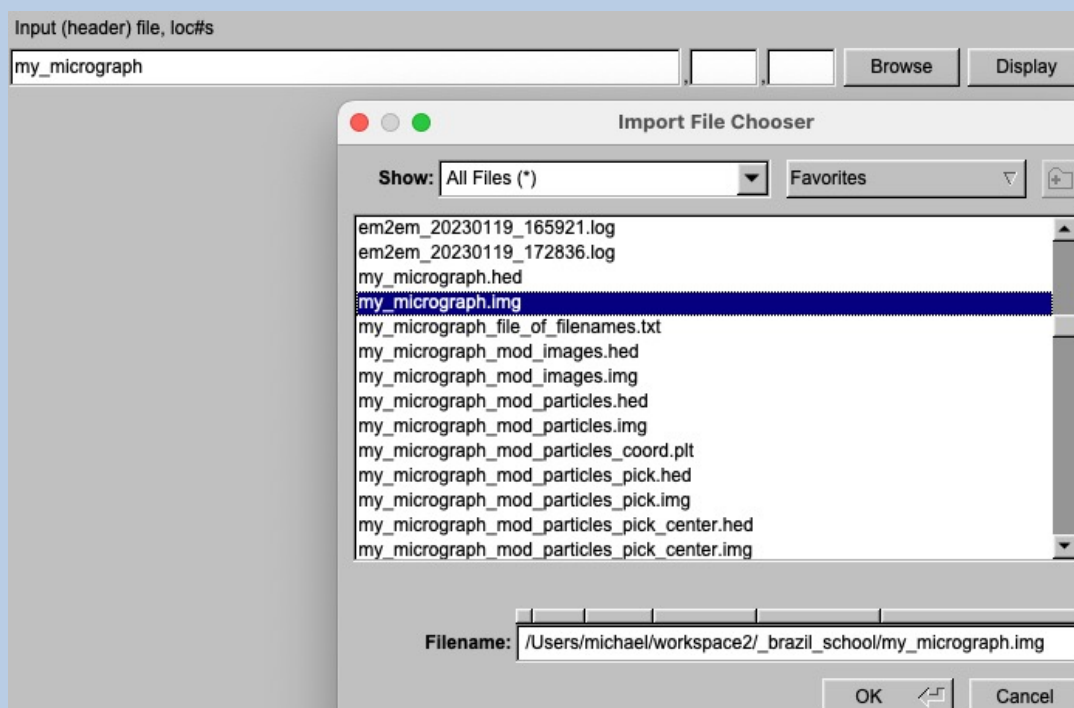 Input (header) file, loc#s
my_micrograph , , Browse Display
Import File Chooser
Show: All Files (*) Favorites
em2em_20230119_165921.log
em2em_20230119_172836.log
my_micrograph.hed
my_micrograph.img
my_micrograph_file_of_filenames.txt
my_micrograph_mod_images.hed
my_micrograph_mod_images.img
my_micrograph_mod_particles.hed
my_micrograph_mod_particles.img
my_micrograph_mod_particles_coord.plt
my_micrograph_mod_particles_pick.hed
my_micrograph_mod_particles_pick.img
my_micrograph_mod_particles_pick_center.hed
my_micrograph_mod_particles_pick_center.img
Filename: /Users/michael/workspace2/_brazil_school/my_micrograph.img
OK Cancel